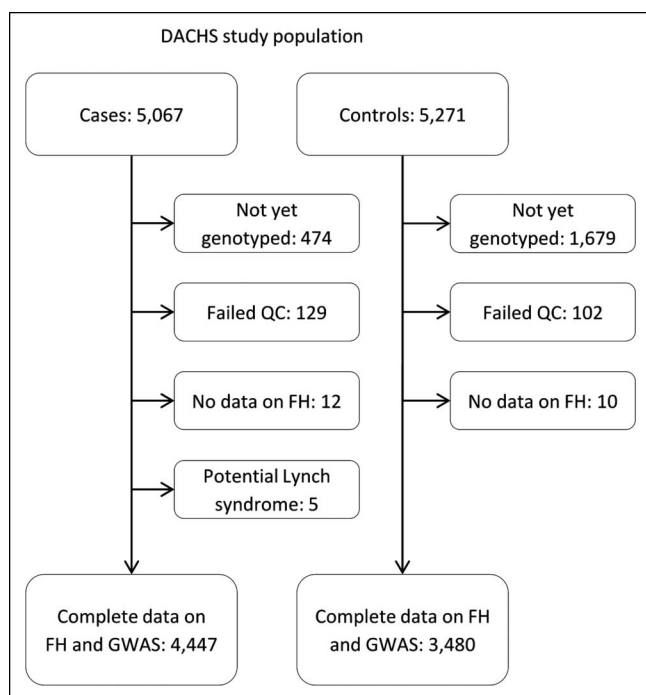 DACHS study population
Cases: 5,067
Controls: 5,271
Not yet
genotyped: 474
Not yet
genotyped: 1,679
Failed QC: 129
Failed QC: 102
No data on FH: 12
No data on FH: 10
Potential Lynch
syndrome: 5
Complete data on
FH and GWAS: 4,447
Complete data on FH
and GWAS: 3,480